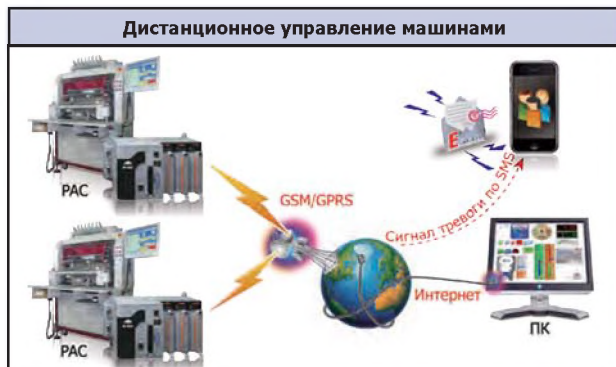 Дистанционное управление машинами
PAC
GSM/GPRS
Сигнал тревоги по SMS
Интернет
PAC
ПК